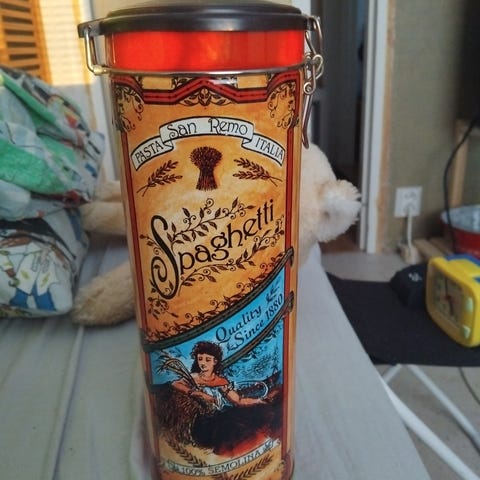 PASTA San Remo ITALIA
Spaghetti
Quality
Since 1880
100% SEMOLINA